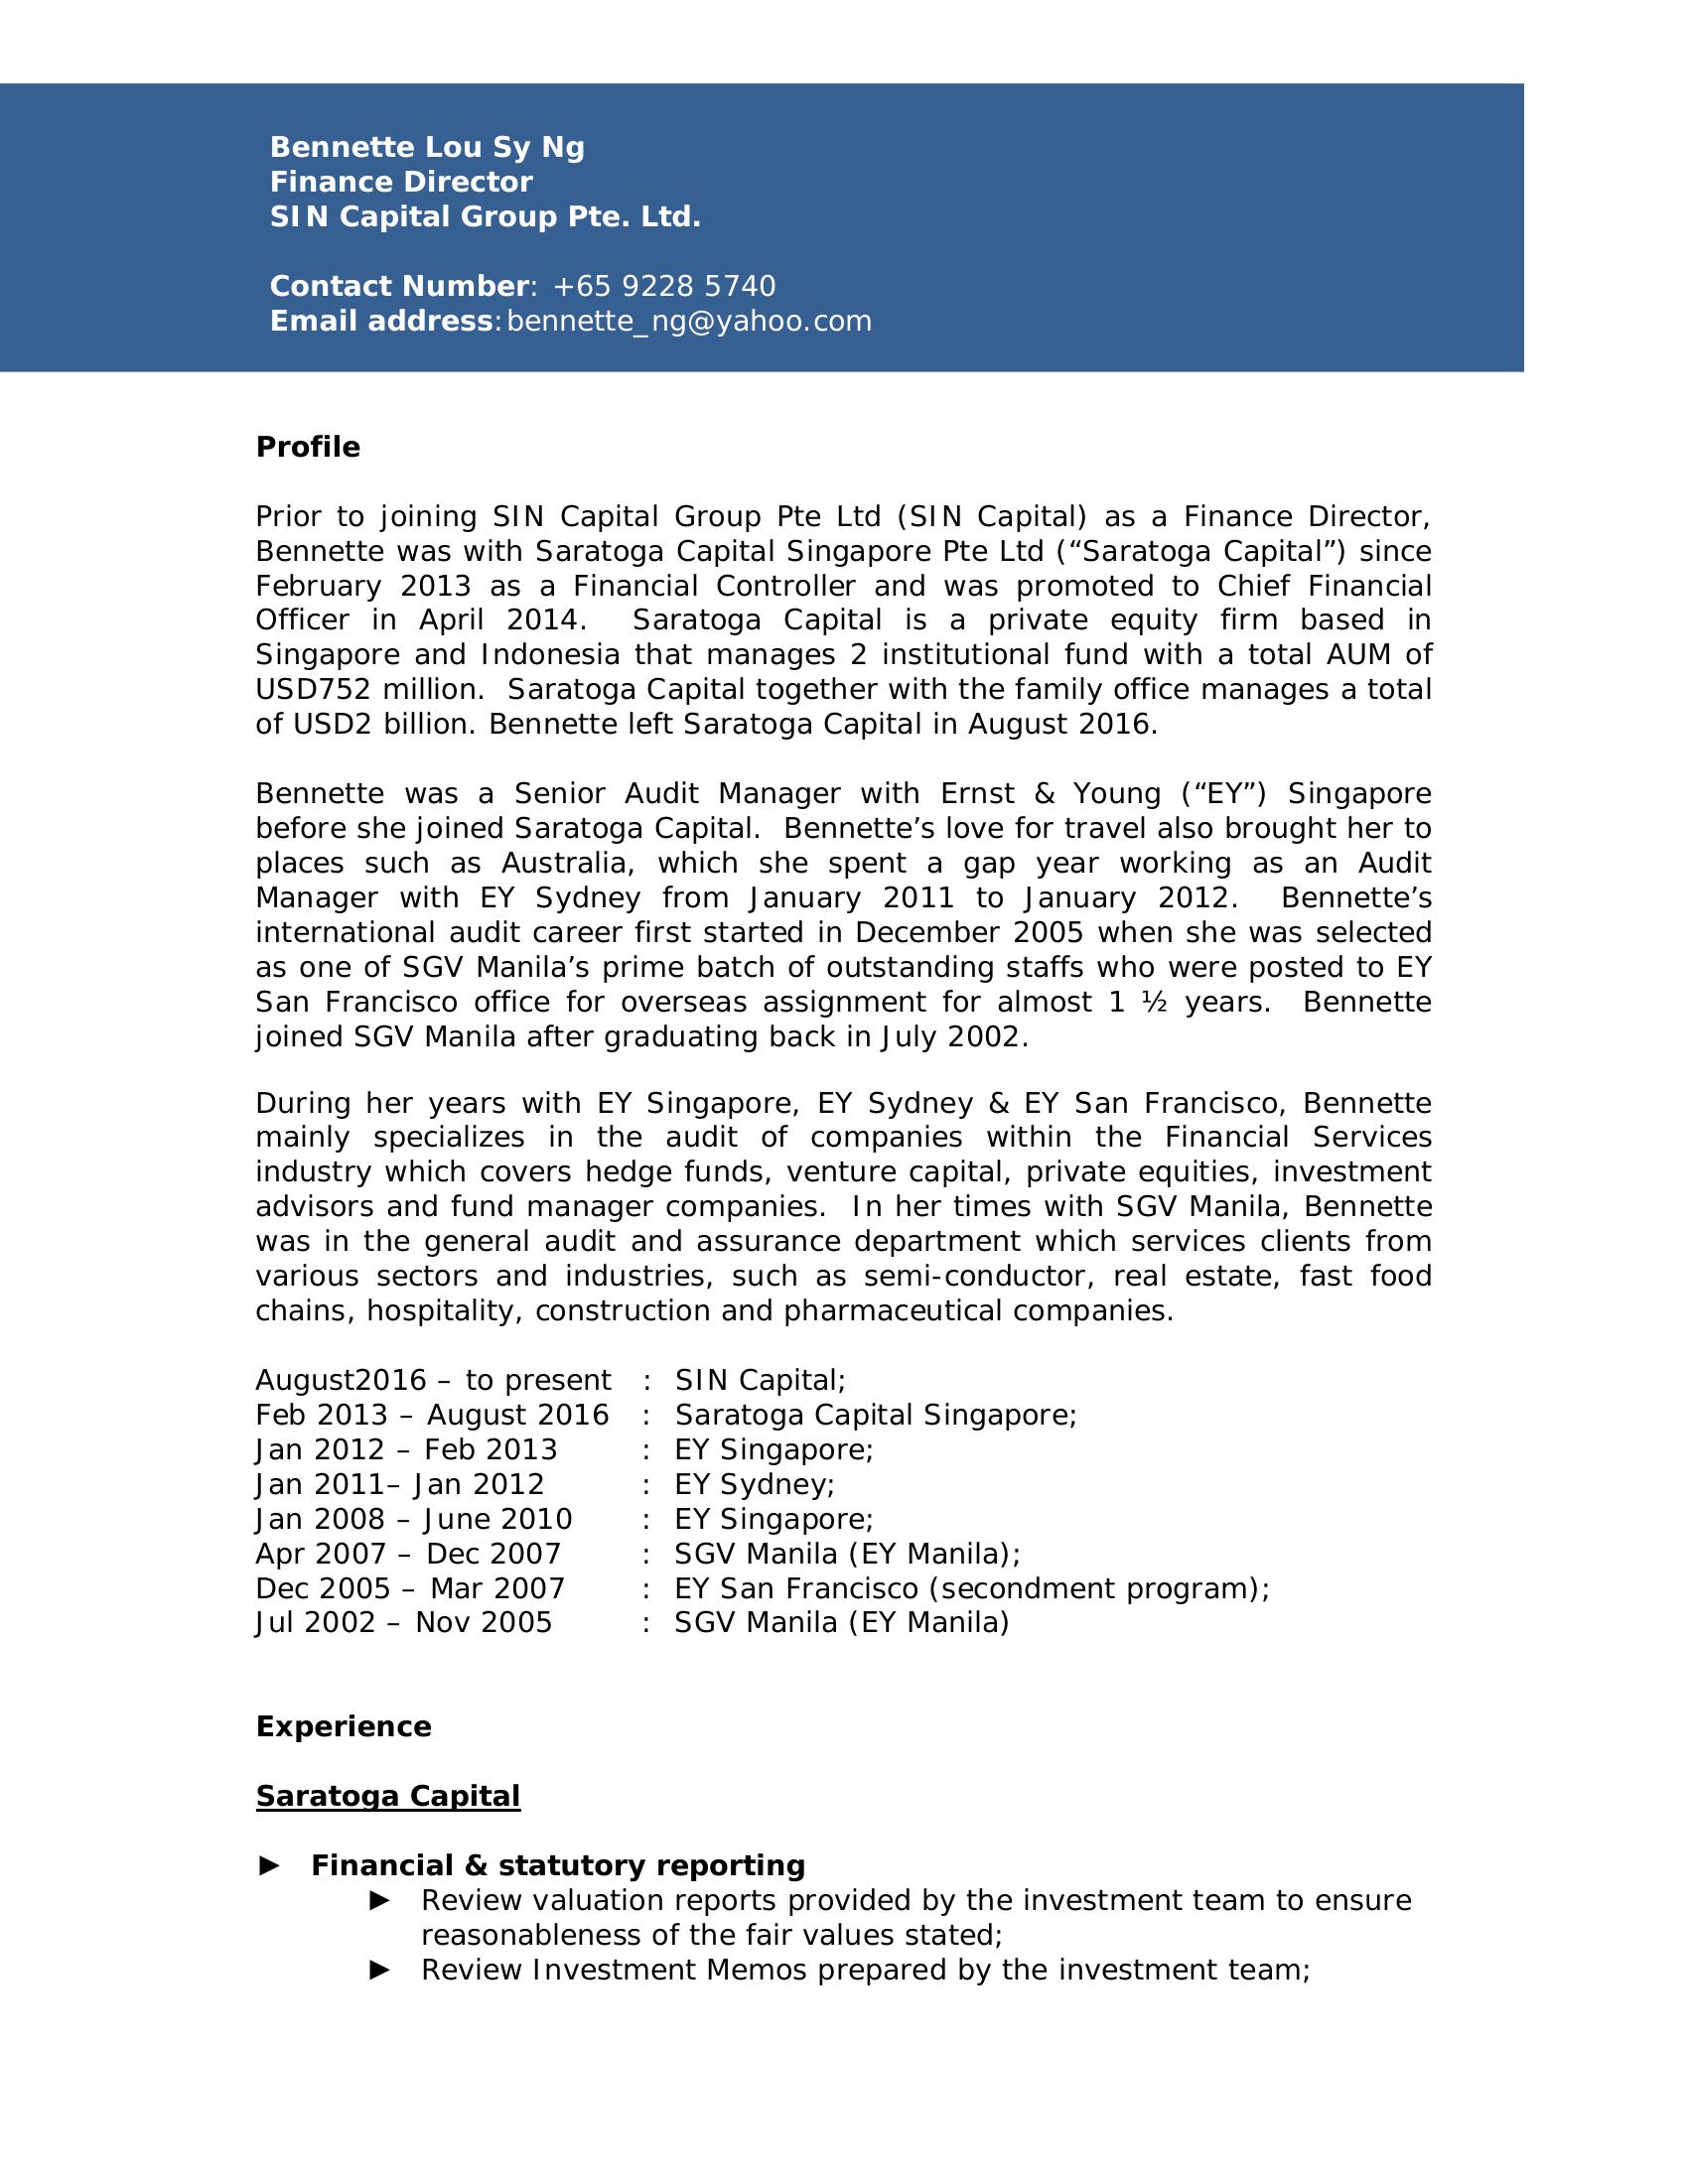 Bennette Lou Sy Ng
Finance Director
SIN Capital Group Pte. Ltd.
Contact Number: +65 9228 5740
Email address:bennette_ng@yahoo.com
Profile
Prior to joining SIN Capital Group Pte Ltd (SIN Capital) as a Finance Director,
Bennette was with Saratoga Capital Singapore Pte Ltd (“Saratoga Capital”) since
February 2013 as a Financial Controller and was promoted to Chief Financial
Officer in April 2014. Saratoga Capital is a private equity firm based in
Singapore and Indonesia that manages 2 institutional fund with a total AUM of
USD752 million. Saratoga Capital together with the family office manages a total
of USD2 billion. Bennette left Saratoga Capital in August 2016.
Bennette was a Senior Audit Manager with Ernst & Young (“EY”) Singapore
before she joined Saratoga Capital. Bennette’s love for travel also brought her to
places such as Australia, which she spent a gap year working as an Audit
Manager with EY Sydney from January 2011 to January 2012. Bennette’s
international audit career first started in December 2005 when she was selected
as one of SGV Manila’s prime batch of outstanding staffs who were posted to EY
San Francisco office for overseas assignment for almost 1 ½ years. Bennette
joined SGV Manila after graduating back in July 2002.
During her years with EY Singapore, EY Sydney & EY San Francisco, Bennette
mainly specializes in the audit of companies within the Financial Services
industry which covers hedge funds, venture capital, private equities, investment
advisors and fund manager companies. In her times with SGV Manila, Bennette
was in the general audit and assurance department which services clients from
various sectors and industries, such as semi-conductor, real estate, fast food
chains, hospitality, construction and pharmaceutical companies.
August2016 – to present : SIN Capital;
Feb 2013 – August 2016 : Saratoga Capital Singapore;
Jan 2012 – Feb 2013 : EY Singapore;
Jan 2011– Jan 2012 : EY Sydney;
Jan 2008 – June 2010 : EY Singapore;
Apr 2007 – Dec 2007 : SGV Manila (EY Manila);
Dec 2005 – Mar 2007 : EY San Francisco (secondment program);
Jul 2002 – Nov 2005 : SGV Manila (EY Manila)
Experience
Saratoga Capital
► Financial & statutory reporting
► Review valuation reports provided by the investment team to ensure
reasonableness of the fair values stated;
► Review Investment Memos prepared by the investment team;